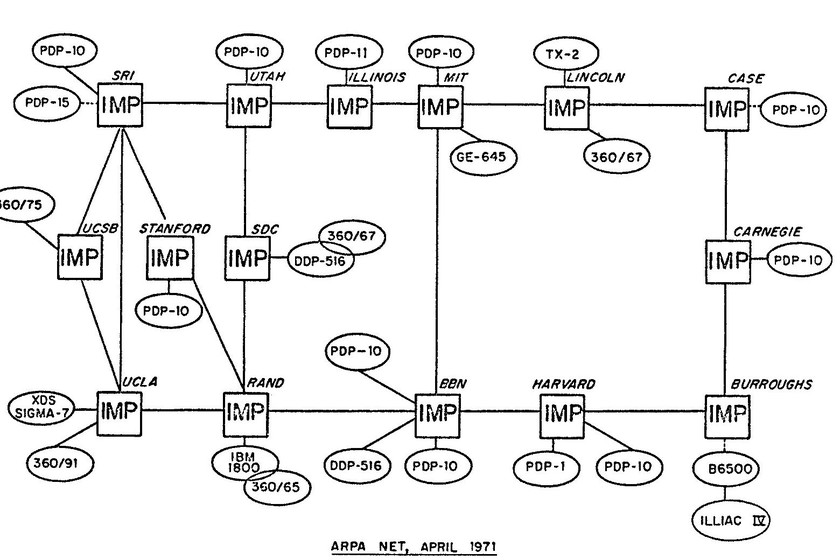 PDP-10
PDP-10
PDP-11
PDP-10
TX-2
SRI
UTAH
ILLINOIS
MIT
LINCOLN
CASE
PDP-15
IMP
IMP
IMP
IMP
IMP
IMP
PDP-10
GE-645
360/67
360/75
UCSB
STANFORD
SDC
360/67
CARNEGIE
IMP
IMP
IMP
DDP-516
IMP
PDP-10
PDP-10
PDP-10
UCLA
RAND
BBN
HARVARD
BURROUGHS
XDS
SIGMA-7
IMP
IMP
IMP
IMP
IMP
360/91
IBM
1800
360/65
DDP-516
PDP-10
PDP-1
PDP-10
B6500
ILLIAC IV
ARPA NET, APRIL 1971